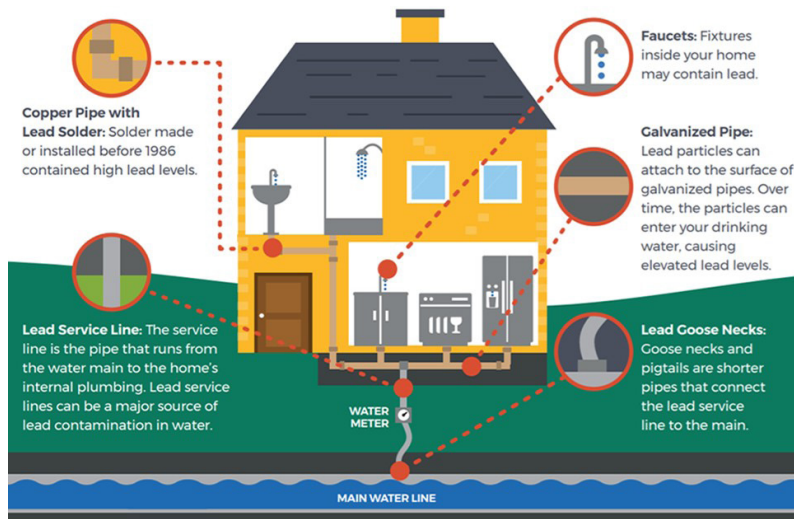 Copper Pipe with
Lead Solder: Solder made
or installed before 1986
contained high lead levels.
Faucets: Fixtures
inside your home
may contain lead.
Galvanized Pipe:
Lead particles can
attach to the surface of
galvanized pipes. Over
time, the particles can
enter your drinking
water, causing
elevated lead levels.
Lead Service Line: The service
line is the pipe that runs from
the water main to the home's
internal plumbing. Lead service
lines can be a major source of
lead contamination in water.
Lead Goose Necks:
Goose necks and
pigtails are shorter
pipes that connect
the lead service
line to the main.
WATER
METER
MAIN WATER LINE